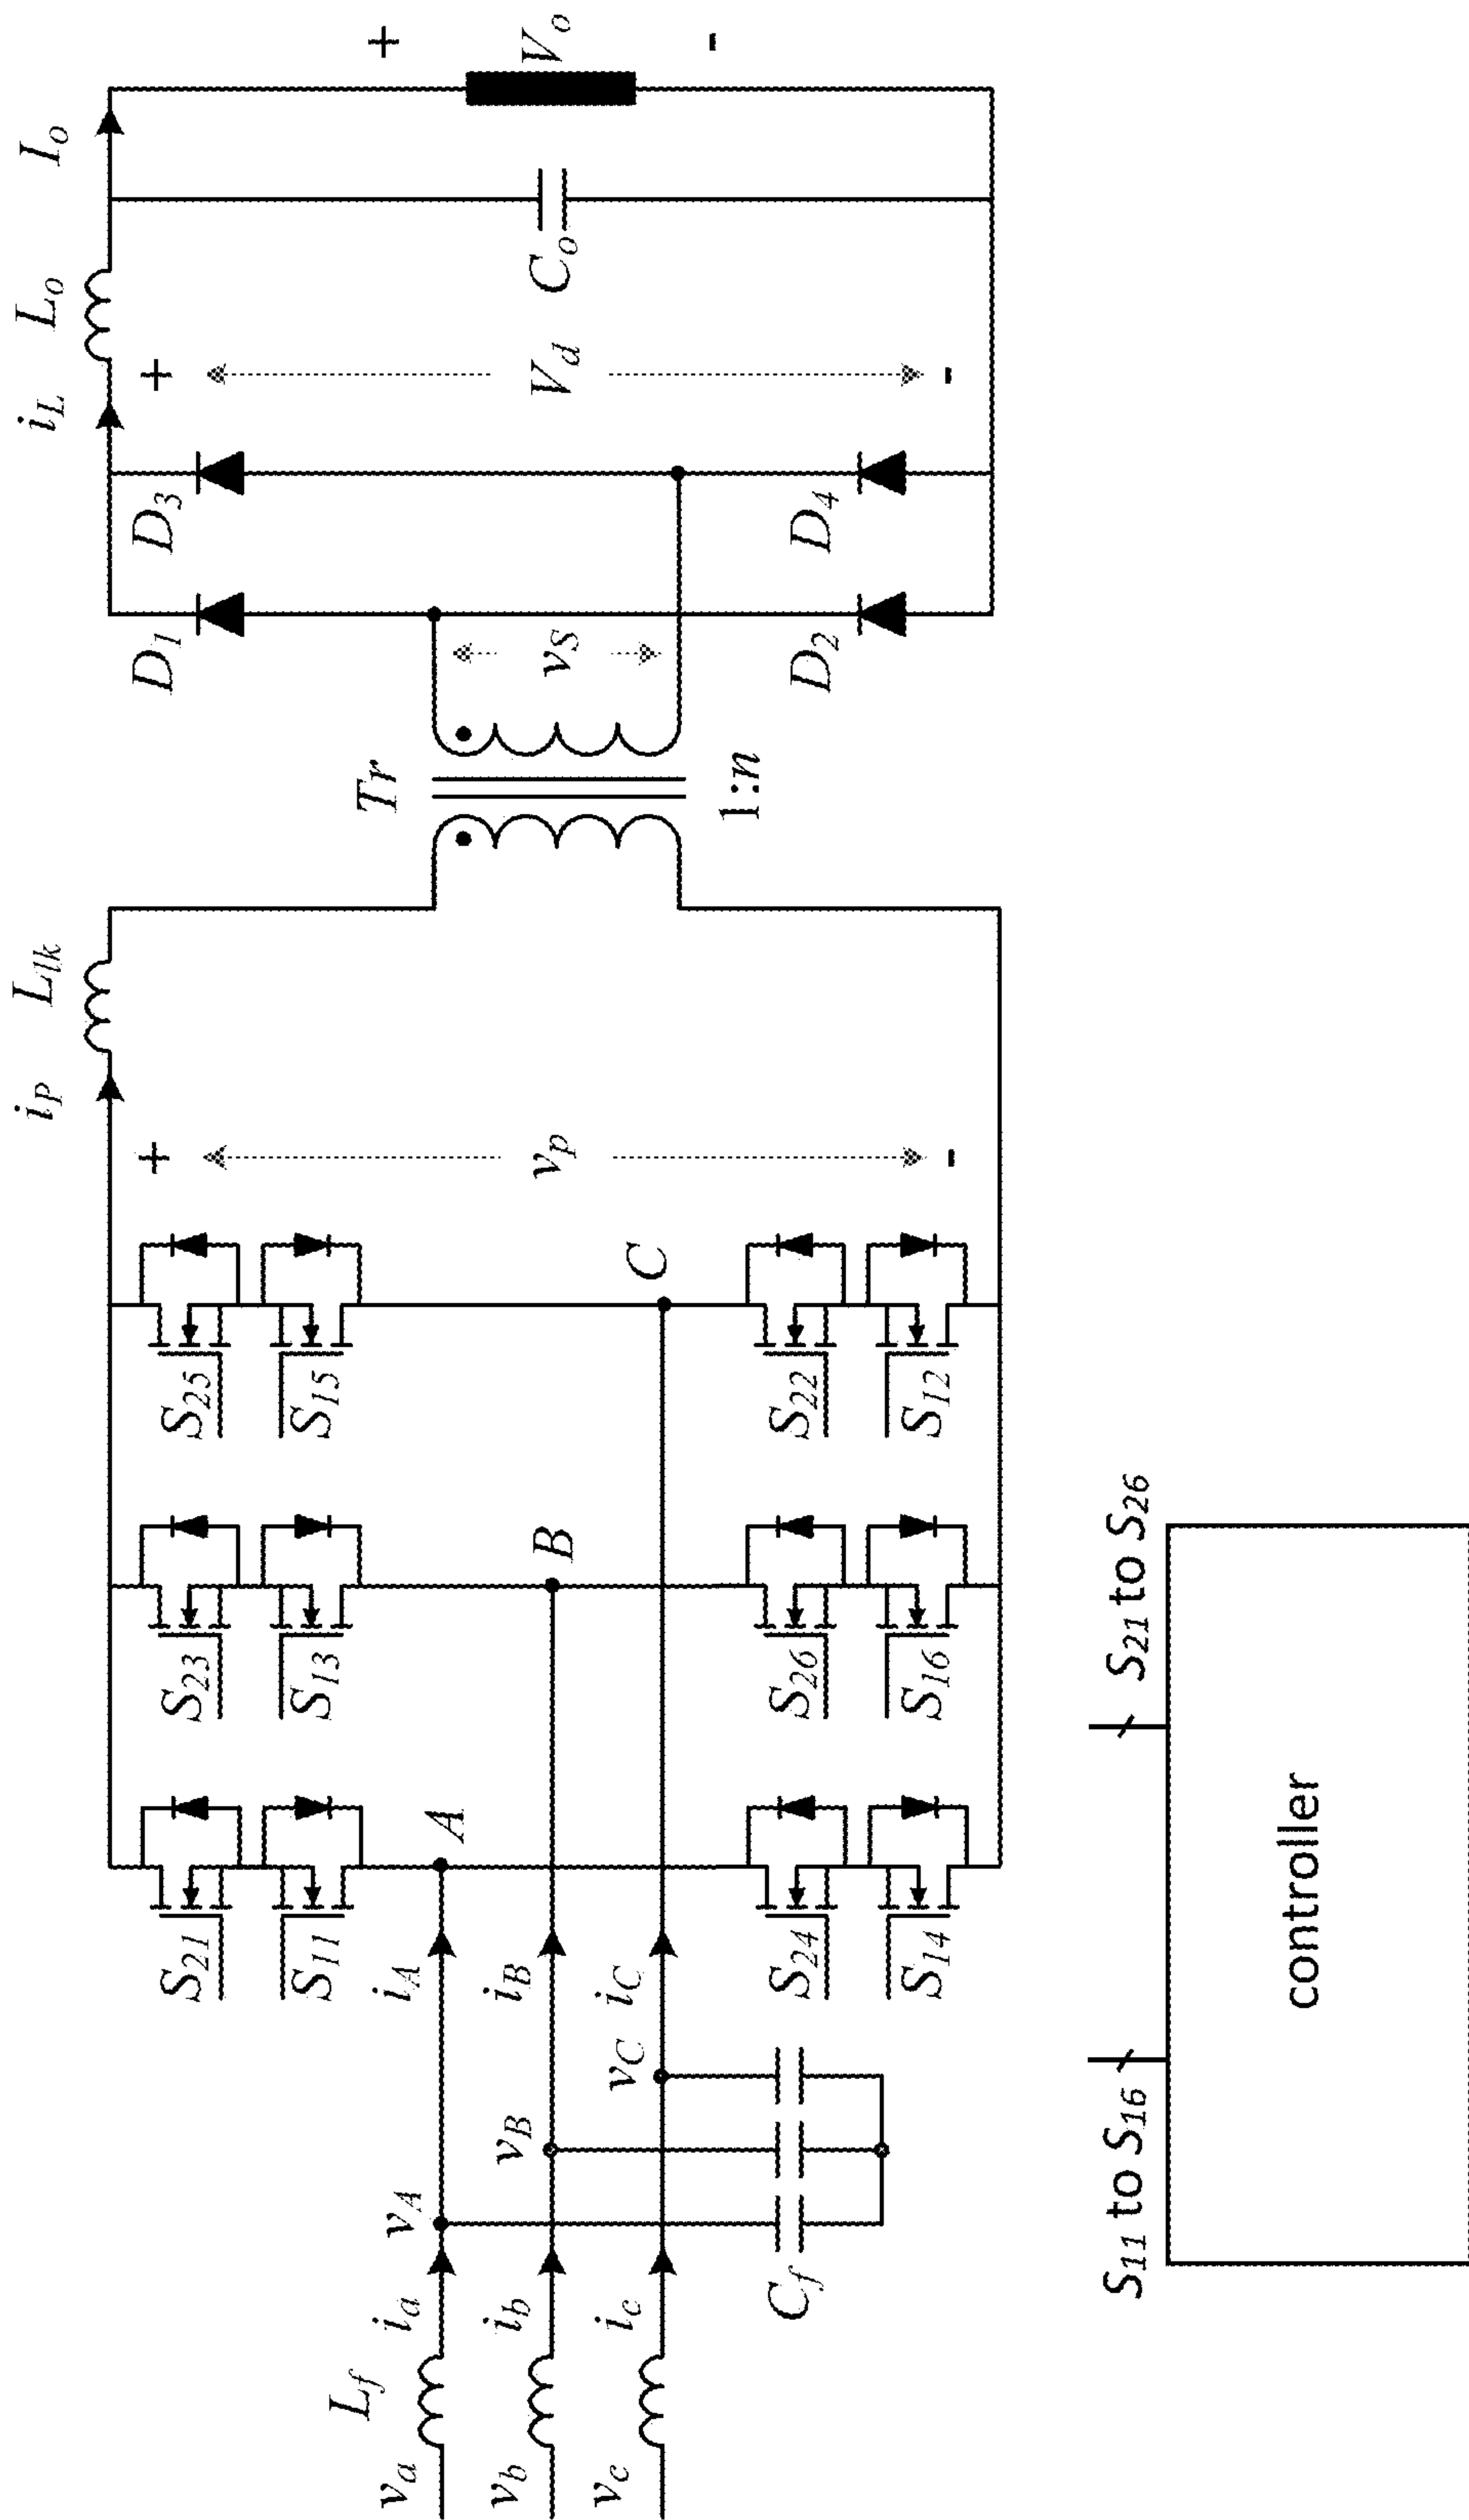 i_P L_lk
i_L L_o I_o
S_21 S_23 S_25 + Tr D_1 D_3 + +
S_11 S_13 S_15
L_f
v_a i_a v_A i_A A
v_b i_b v_B i_B B v_p v_S V_d C_o V_o
v_c i_c v_C i_C C
1:n
-
C_f S_24 S_26 S_22 D_2 D_4
S_14 S_16 S_12
- -
S_11 to S_16 S_21 to S_26
controller